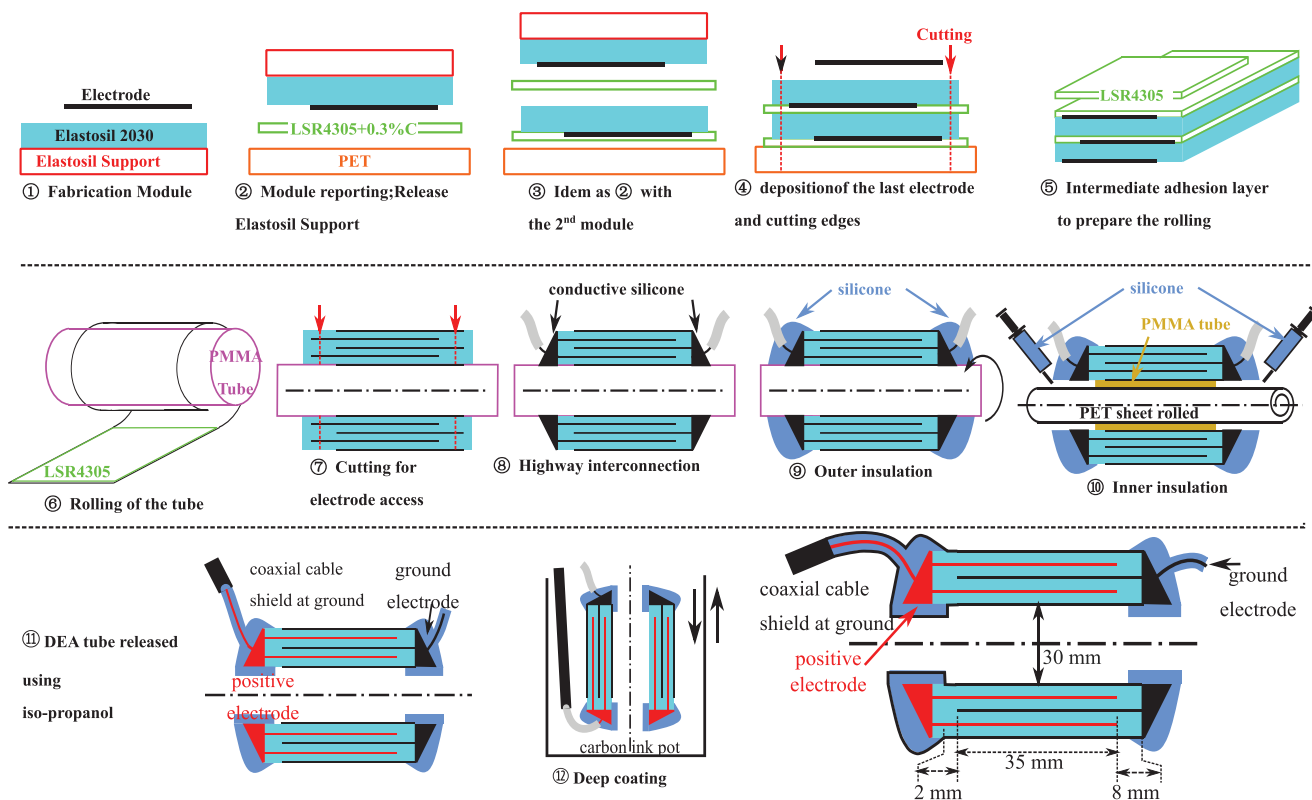 Electrode
Elastosil 2030
Elastosil Support
① Fabrication Module
LSR4305+0.3%C
PET
② Module reporting;Release
Elastosil Support
③ Idem as ② with
the 2nd module
Cutting
④ depositionof the last electrode
and cutting edges
LSR4305
⑤ Intermediate adhesion layer
to prepare the rolling
PMMA
Tube
LSR4305
⑥ Rolling of the tube
⑦ Cutting for
electrode access
conductive silicone
⑧ Highway interconnection
silicone
⑨ Outer insulation
silicone
PMMA tube
PET sheet rolled
⑩ Inner insulation
⑪ DEA tube released
using
iso-propanol
coaxial cable
shield at ground
ground
electrode
positive
electrode
carbon ink pot
⑫ Deep coating
coaxial cable
shield at ground
positive
electrode
ground
electrode
30 mm
35 mm
2 mm
8 mm